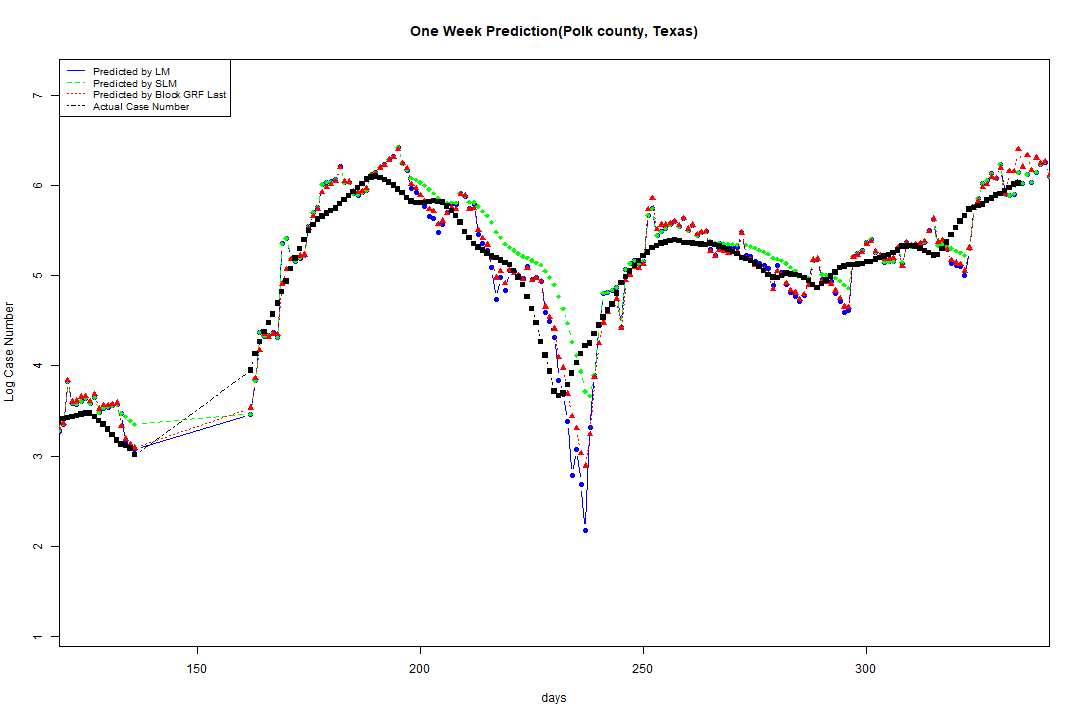 One Week Prediction(Polk county, Texas)
Predicted by LM
Predicted by SLM
Predicted by Block GRF Last
Actual Case Number
7
6
5
4
3
2
1
Log Case Number
150 200 250 300
days